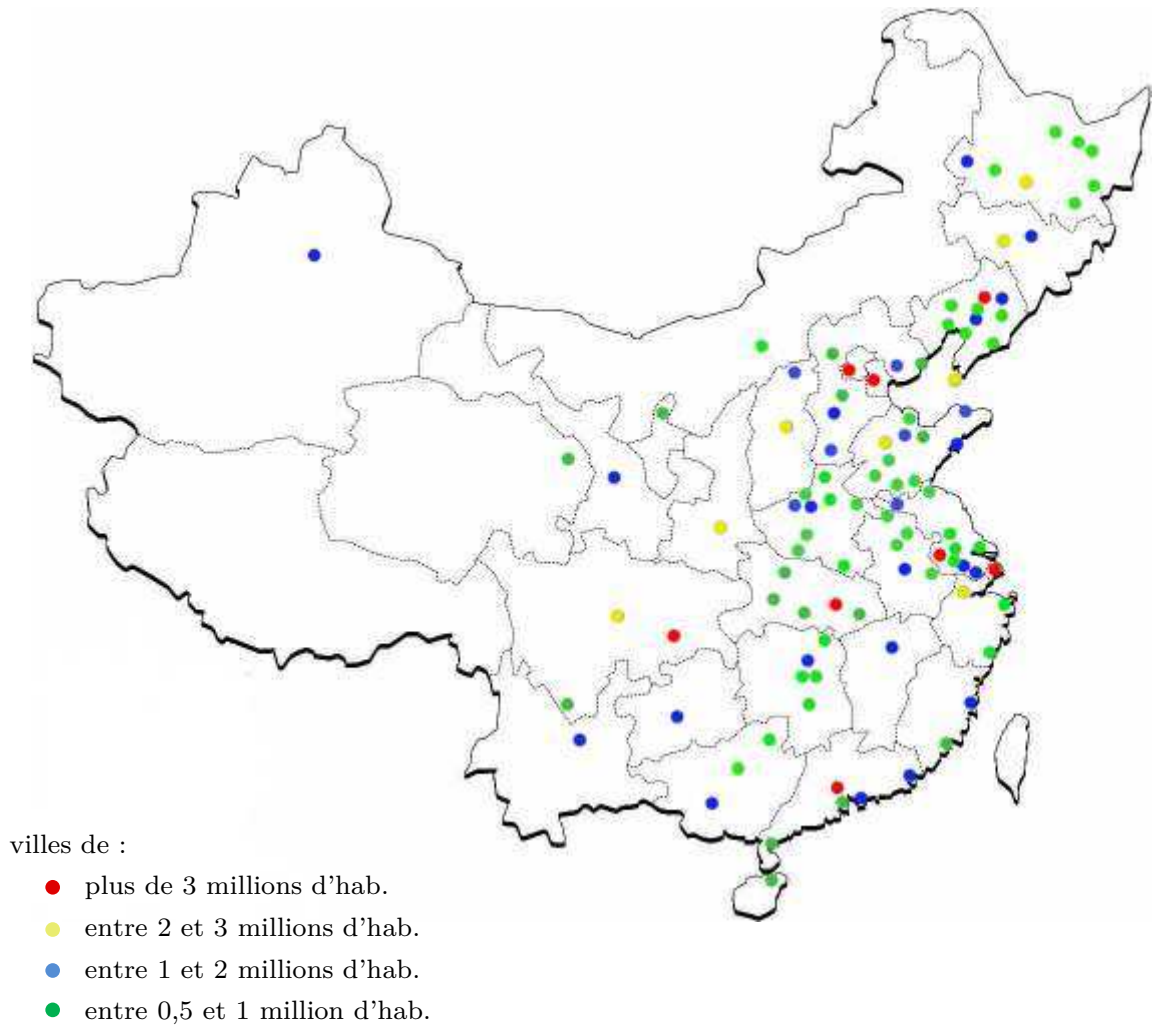 villes de :
plus de 3 millions d'hab.
entre 2 et 3 millions d'hab.
entre 1 et 2 millions d'hab.
entre 0,5 et 1 million d'hab.